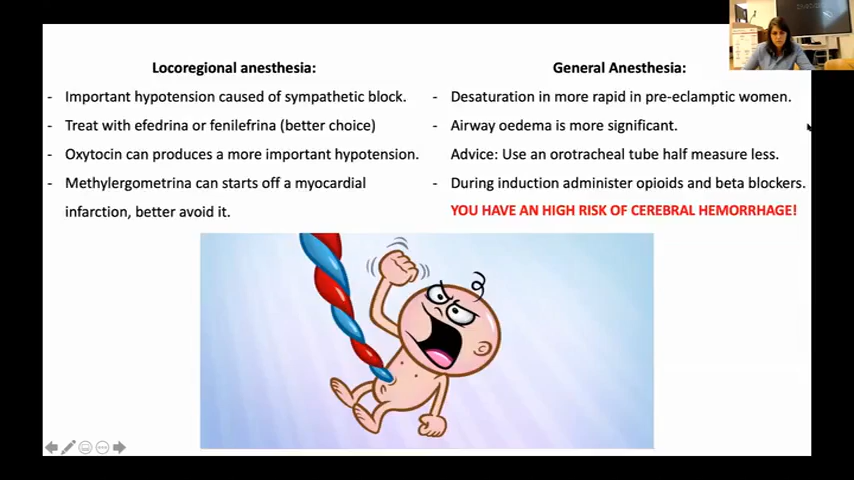 Locoregional anesthesia:
- Important hypotension caused of sympathetic block.
- Treat with efedrina or fenilefrina (better choice)
- Oxytocin can produces a more important hypotension.
- Methylergometrina can starts off a myocardial
infarction, better avoid it.
General Anesthesia:
- Desaturation in more rapid in pre-eclamptic women.
- Airway oedema is more significant.
Advice: Use an orotracheal tube half measure less.
- During induction administer opioids and beta blockers.
YOU HAVE AN HIGH RISK OF CEREBRAL HEMORRHAGE!